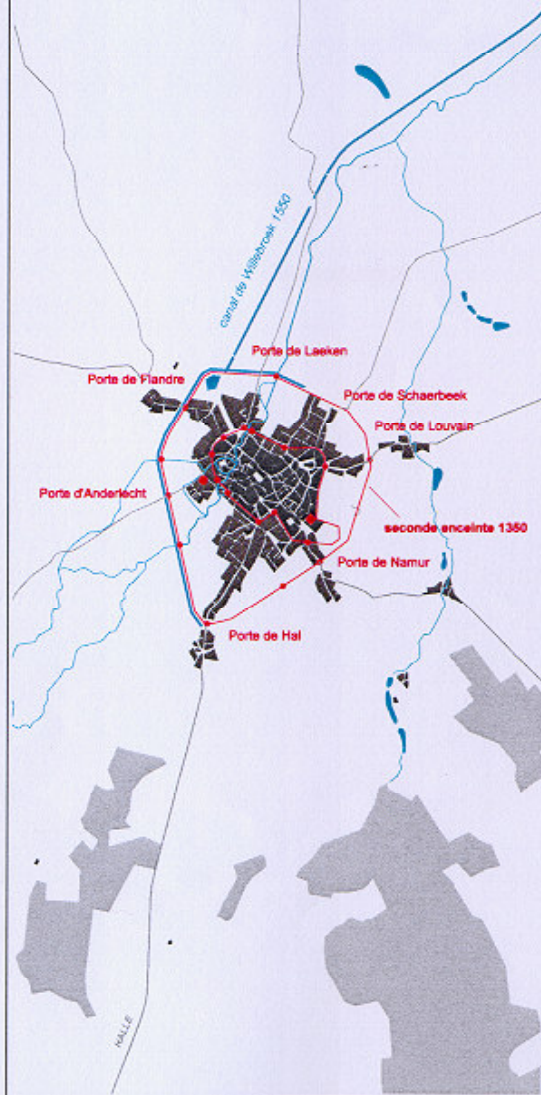 canal de Willebroek 1550
Porte de Laeken
Porte de Flandre
Porte de Schaerbeek
Porte de Louvain
Porte d'Anderlecht
seconde enceinte 1350
Porte de Namur
Porte de Hal
HALLE